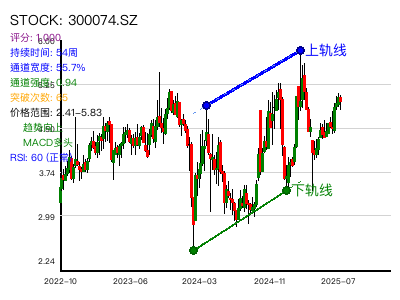 STOCK: 300074.SZ
评分: 1.000
持续时间: 54周
通道宽度: 55.7%
通道强度: 0.94
突破次数: 65
价格范围: 2.41–5.83
趋势向上
MACD多头
RSI: 60 (正常)
上轨线
下轨线
3.74
2.99
2.24
2022–10
2023–06
2024–03
2024–11
2025–07